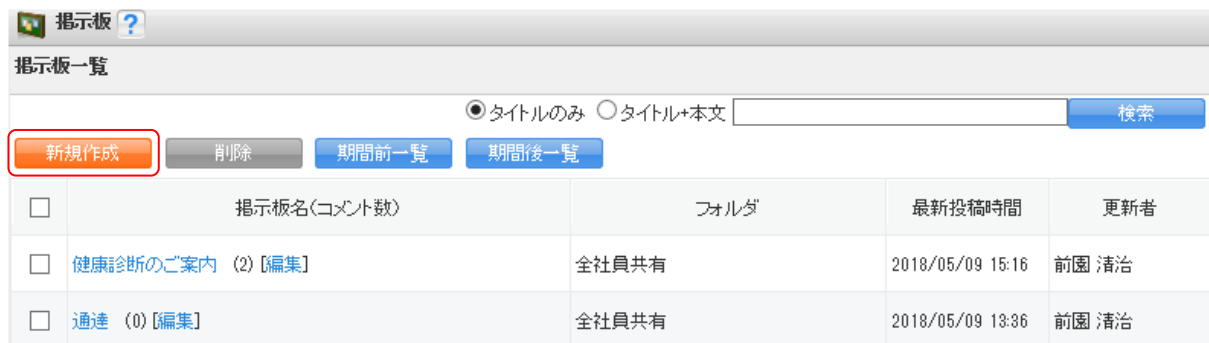 掲示板 ?
掲示板一覧
タイトルのみ タイトル+本文 検索
新規作成 削除 期間前一覧 期間後一覧
掲示板名(コメント数) フォルダ 最新投稿時間 更新者
健康診断のご案内 (2) [編集] 全社員共有 2018/05/09 15:16 前園 清治
通達 (0) [編集] 全社員共有 2018/05/09 13:36 前園 清治